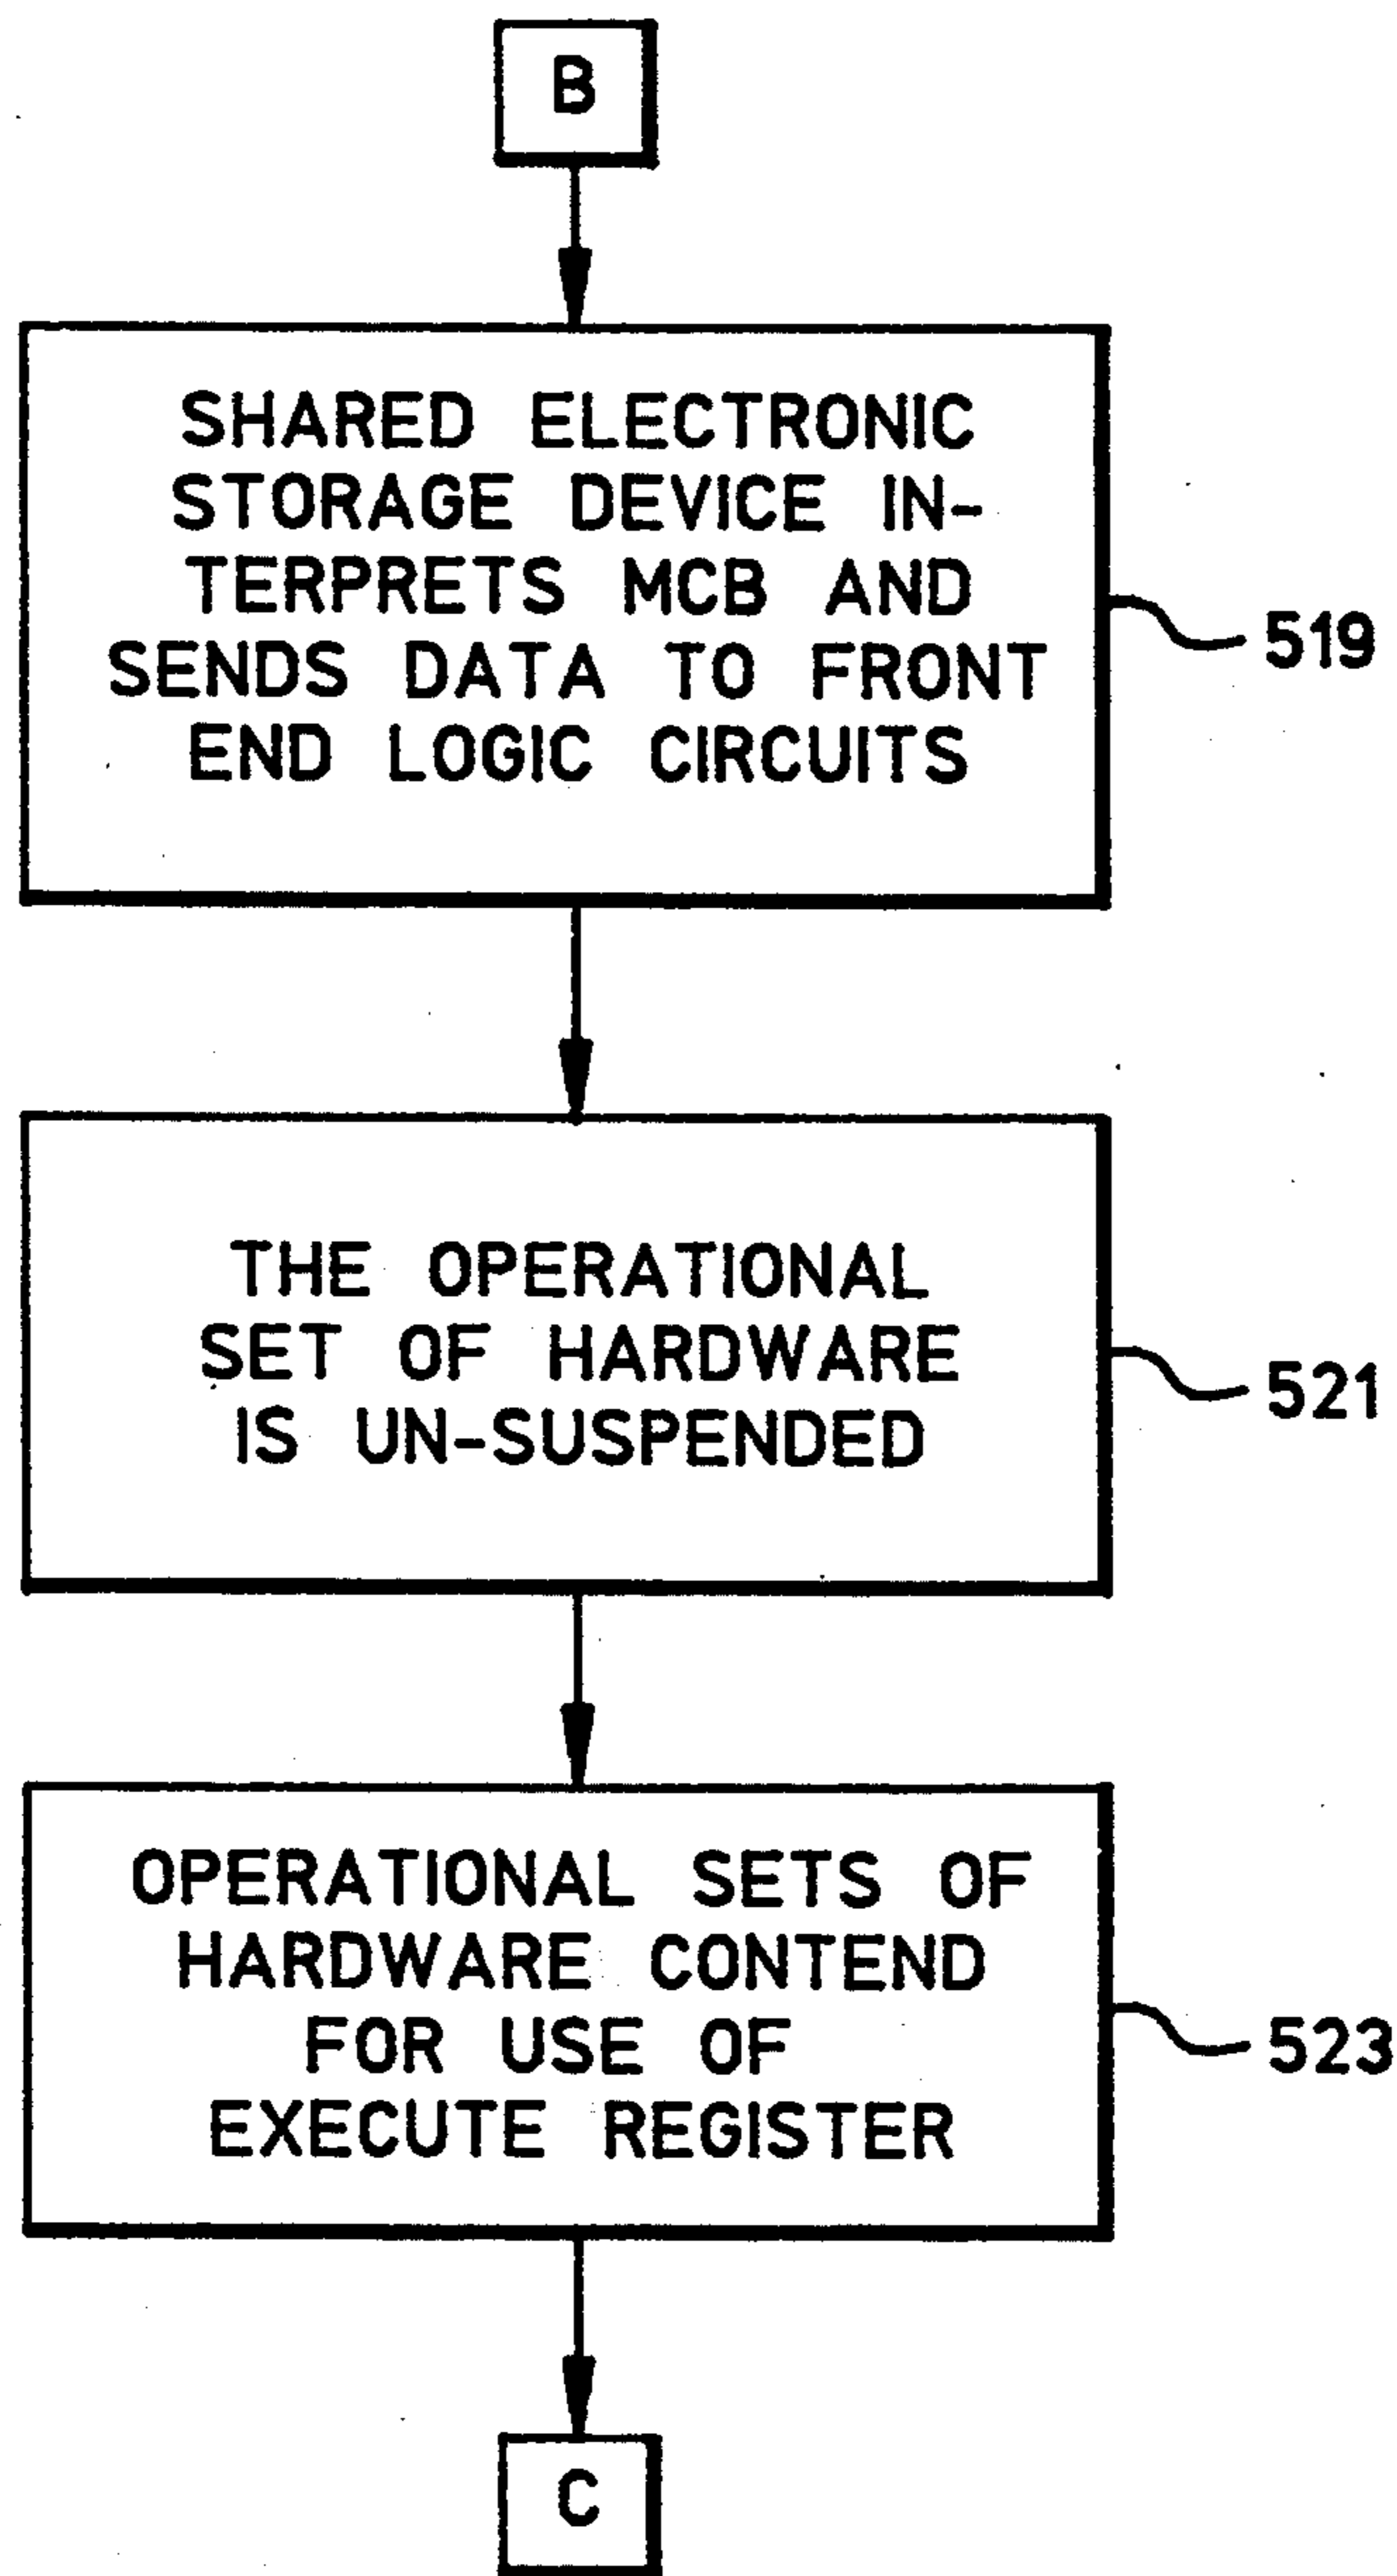 B
SHARED ELECTRONIC
STORAGE DEVICE IN-
TERPRETS MCB AND
SENDS DATA TO FRONT
END LOGIC CIRCUITS
519
THE OPERATIONAL
SET OF HARDWARE
IS UN-SUSPENDED
521
OPERATIONAL SETS OF
HARDWARE CONTEND
FOR USE OF
EXECUTE REGISTER
523
C